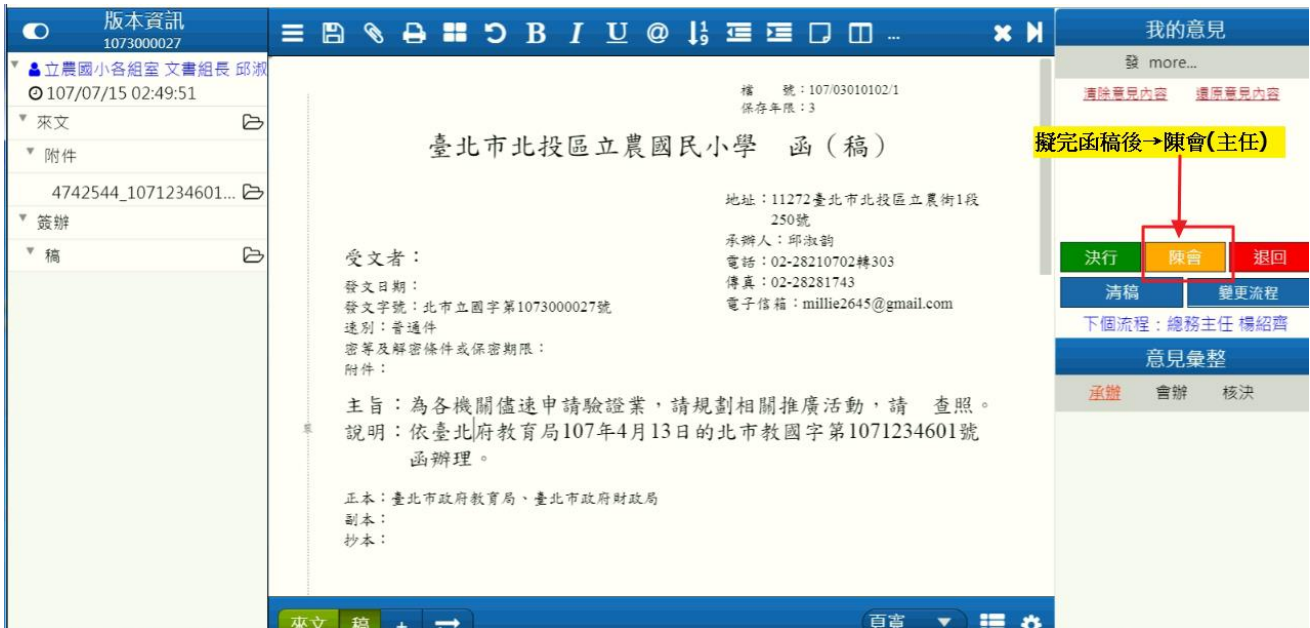 版本資訊
1073000027
立農國小各組室 文書組長 邱淑
107/07/15 02:49:51
來文
附件
4742544_1071234601...
簽辦
稿
B I U @ ...
檔 號：107/03010102/1
保存年限：3
臺北市北投區立農國民小學 函（稿）
地址：11272臺北市北投區立農街1段
250號
承辦人：邱淑韵
電話：02-28210702轉303
傳真：02-28281743
電子信箱：millie2645@gmail.com
受文者：
發文日期：
發文字號：北市立國字第1073000027號
速別：普通件
密等及解密條件或保密期限：
附件：
主旨：為各機關儘速申請驗證業，請規劃相關推廣活動，請 查照。
說明：依臺北府教育局107年4月13日的北市教國字第1071234601號
函辦理。
正本：臺北市政府教育局、臺北市政府財政局
副本：
抄本：
來文 稿 +
頁寬
我的意見
發 more...
清除意見內容 還原意見內容
擬完函稿後→陳會(主任)
決行 陳會 退回
清稿 變更流程
下個流程：總務主任 楊紹齊
意見彙整
承辦 會辦 核決